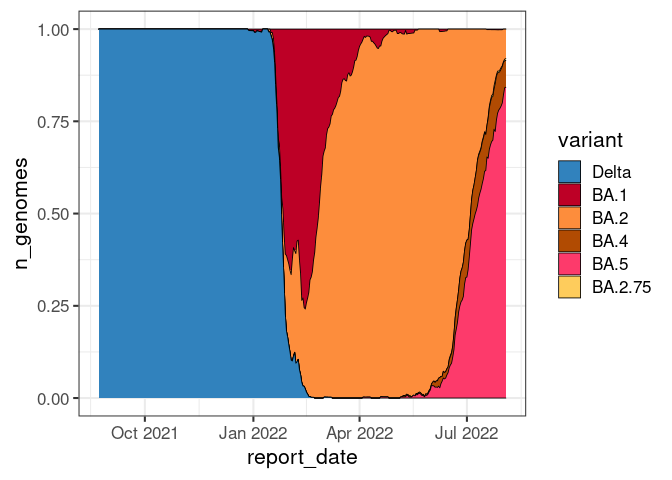 1.00
0.75
0.50
0.25
0.00
n_genomes
Oct 2021 Jan 2022 Apr 2022 Jul 2022
report_date
variant
Delta
BA.1
BA.2
BA.4
BA.5
BA.2.75